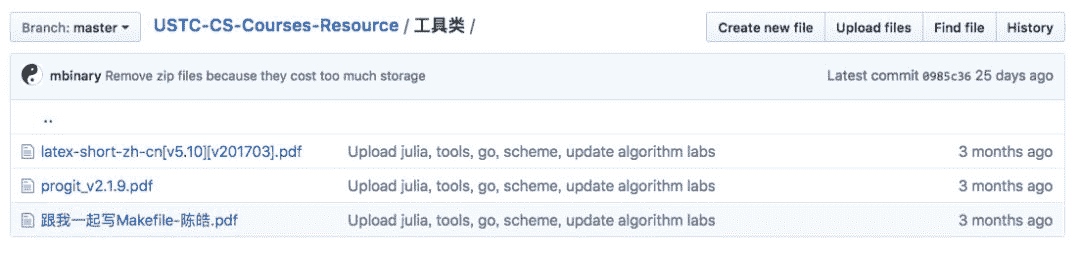 Branch: master USTC-CS-Courses-Resource / 工具类 / Create new file Upload files Find file History
mbinary Remove zip files because they cost too much storage Latest commit 0985c36 25 days ago
..
latex-short-zh-cn[v5.10][v201703].pdf Upload julia, tools, go, scheme, update algorithm labs 3 months ago
progit_v2.1.9.pdf Upload julia, tools, go, scheme, update algorithm labs 3 months ago
跟我一起写Makefile-陈皓.pdf Upload julia, tools, go, scheme, update algorithm labs 3 months ago